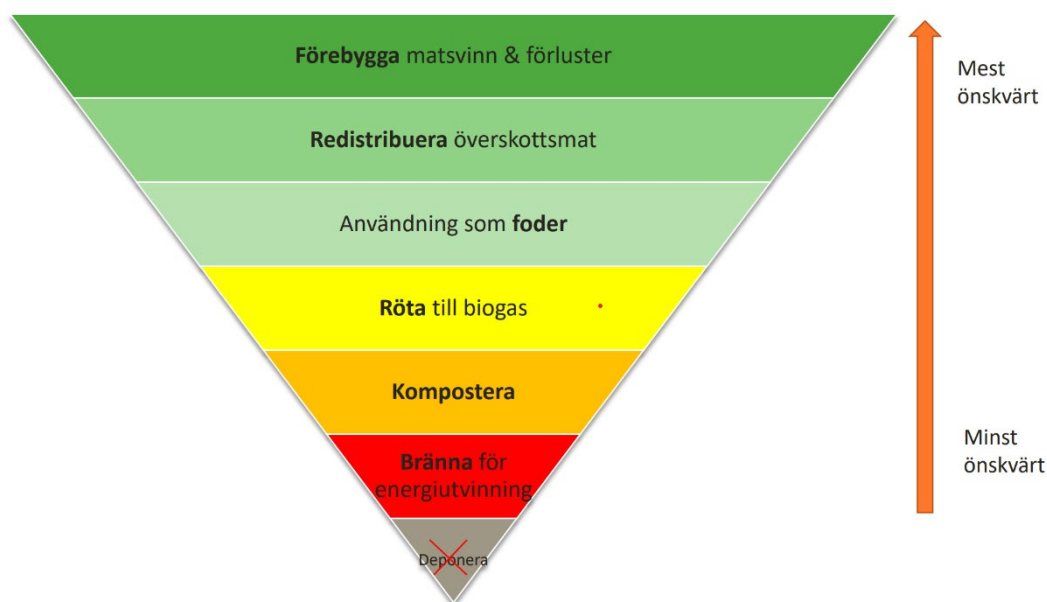 Förebygga matsvinn & förluster
Mest
önskvärt
Redistribuera överskottsmat
Användning som foder
Röta till biogas
Kompostera
Minst
önskvärt
Bränna för
energiutvinning
Deponera